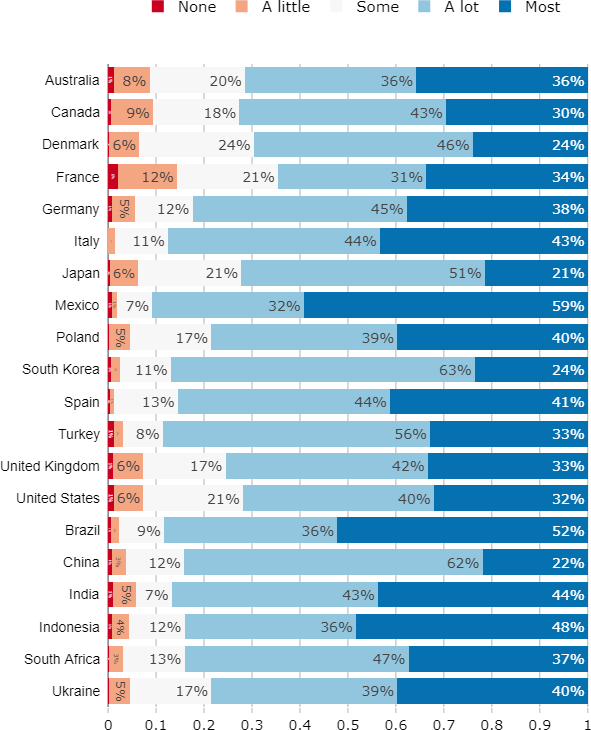 None A little Some A lot Most
Australia 8% 20% 36% 36%
Canada 9% 18% 43% 30%
Denmark 6% 24% 46% 24%
France 12% 21% 31% 34%
Germany 5% 12% 45% 38%
Italy 11% 44% 43%
Japan 6% 21% 51% 21%
Mexico 7% 32% 59%
Poland 5% 17% 39% 40%
South Korea 11% 63% 24%
Spain 13% 44% 41%
Turkey 8% 56% 33%
United Kingdom 6% 17% 42% 33%
United States 6% 21% 40% 32%
Brazil 9% 36% 52%
China 3% 12% 62% 22%
India 5% 7% 43% 44%
Indonesia 4% 12% 36% 48%
South Africa 3% 13% 47% 37%
Ukraine 5% 17% 39% 40%
0 0.1 0.2 0.3 0.4 0.5 0.6 0.7 0.8 0.9 1